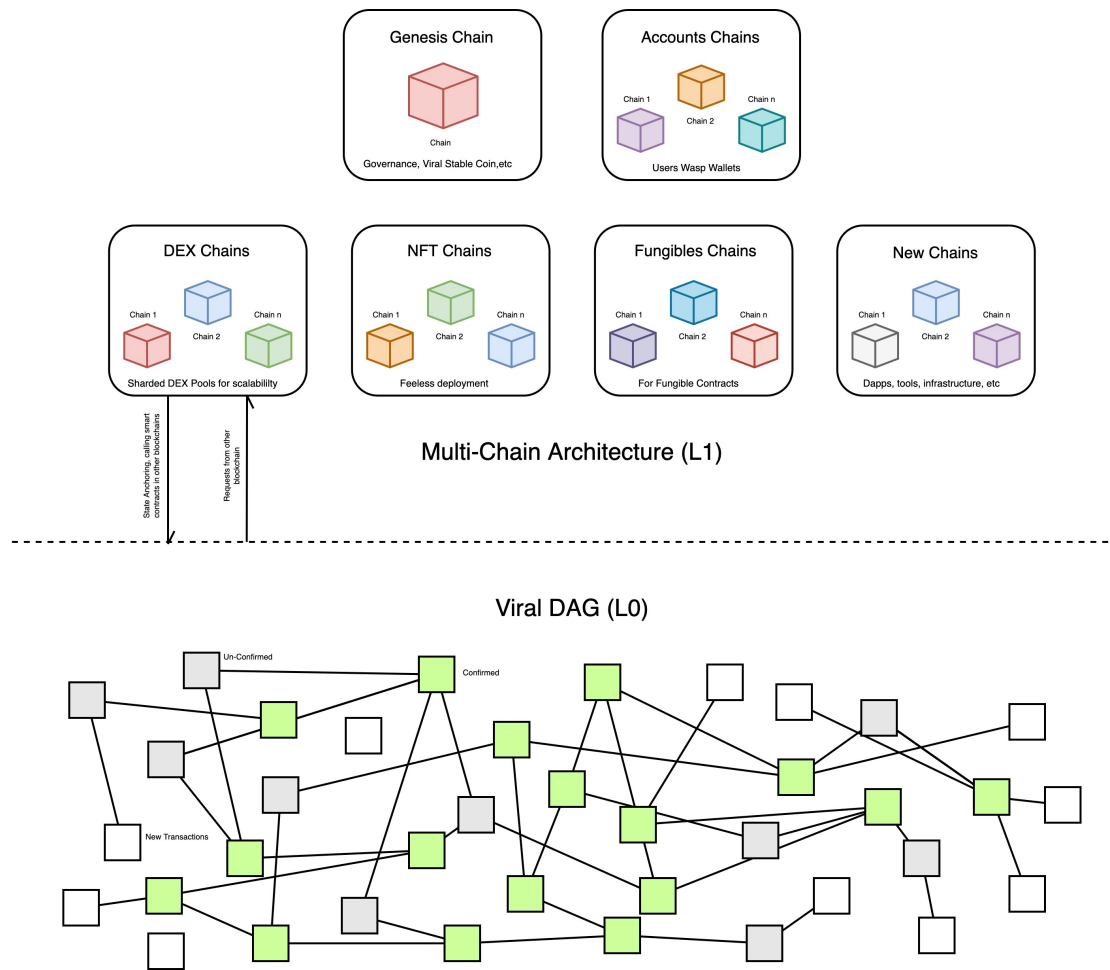 Genesis Chain
Chain
Governance, Viral Stable Coin,etc
Accounts Chains
Chain 1
Chain 2
Chain n
Users Wasp Wallets
DEX Chains
Chain 1
Chain 2
Chain n
Sharded DEX Pools for scalabililty
NFT Chains
Chain 1
Chain 2
Chain n
Feeless deployment
Fungibles Chains
Chain 1
Chain 2
Chain n
For Fungible Contracts
New Chains
Chain 1
Chain 2
Chain n
Dapps, tools, infrastructure, etc
State Anchoring, calling smart
contracts in other blockchains
Requests from other
blockchain
Multi-Chain Architecture (L1)
Viral DAG (L0)
Un-Confirmed
Confirmed
New Transactions